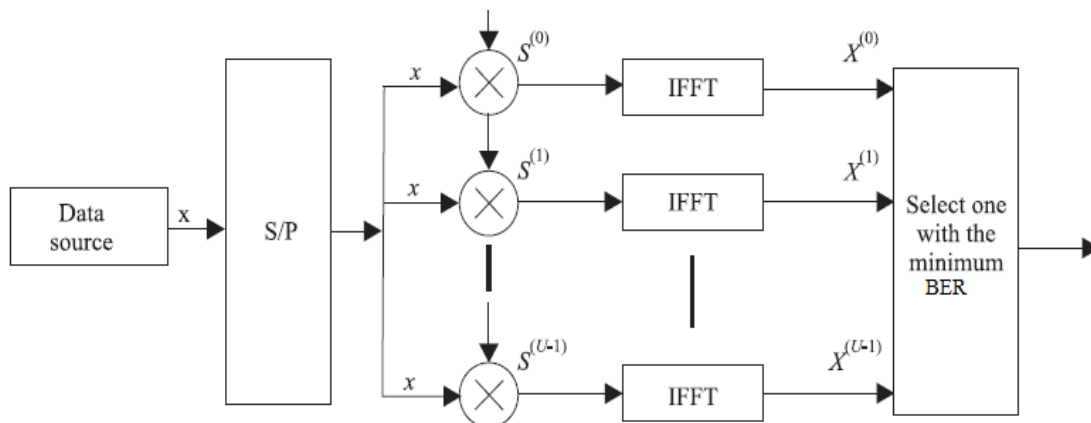 Data
source
x
S/P
x
S(0)
IFFT
X(0)
x
S(1)
IFFT
X(1)
x
S(U-1)
IFFT
X(U-1)
Select one
with the
minimum
BER